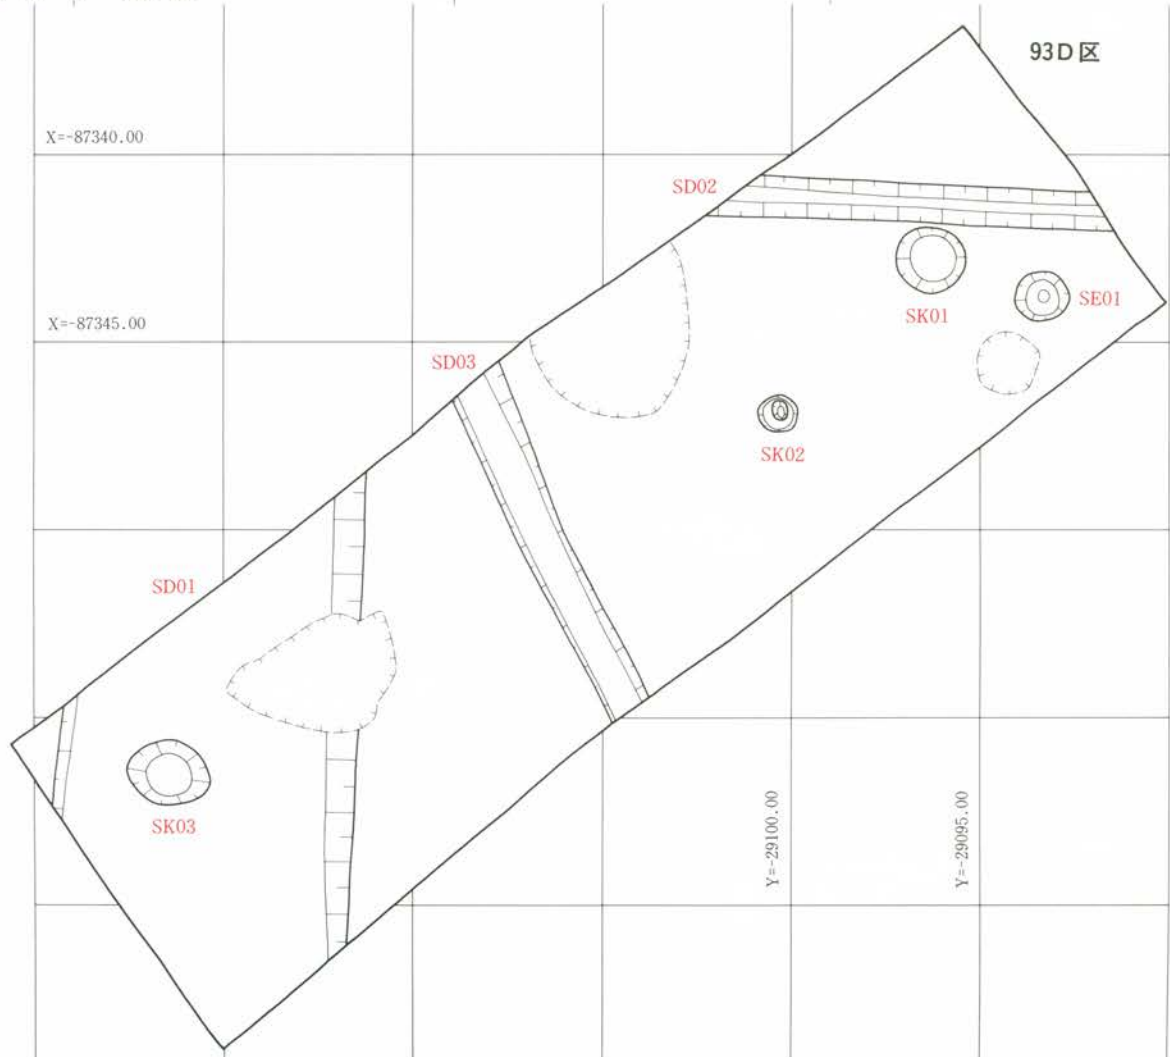 93D区
X=-87340.00
SD02
SE01
SK01
X=-87345.00
SD03
SK02
SD01
SK03
Y=-29100.00
Y=-29095.00